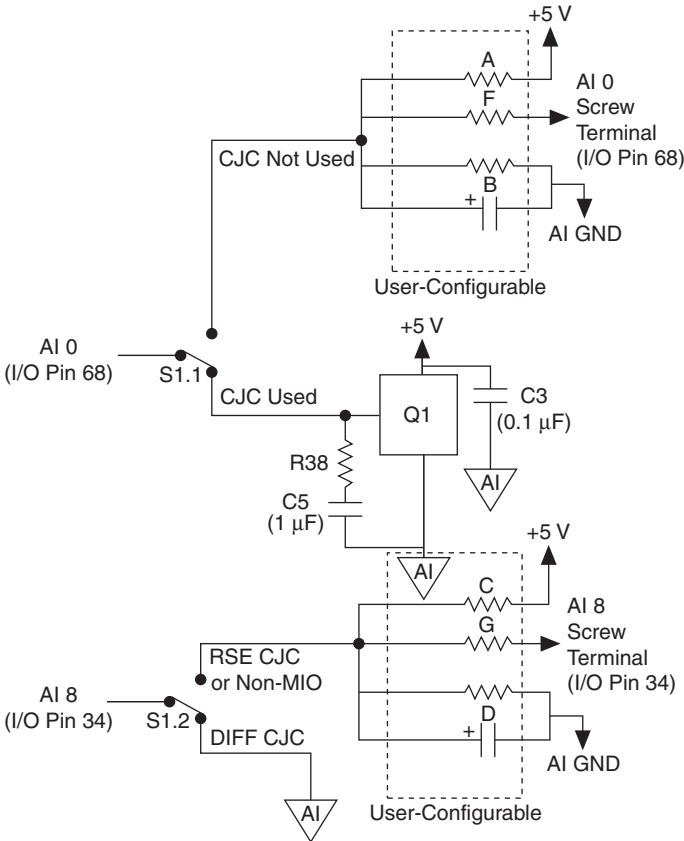 +5 V
A
F
AI 0
Screw
Terminal
(I/O Pin 68)
CJC Not Used
B
+
AI GND
User-Configurable
+5 V
AI 0
(I/O Pin 68)
S1.1
CJC Used
Q1
C3
(0.1 µF)
R38
AI
C5
(1 µF)
+5 V
AI
C
AI 8
G
Screw
Terminal
(I/O Pin 34)
RSE CJC
or Non-MIO
AI 8
(I/O Pin 34)
S1.2
D
+
DIFF CJC
AI GND
AI
User-Configurable